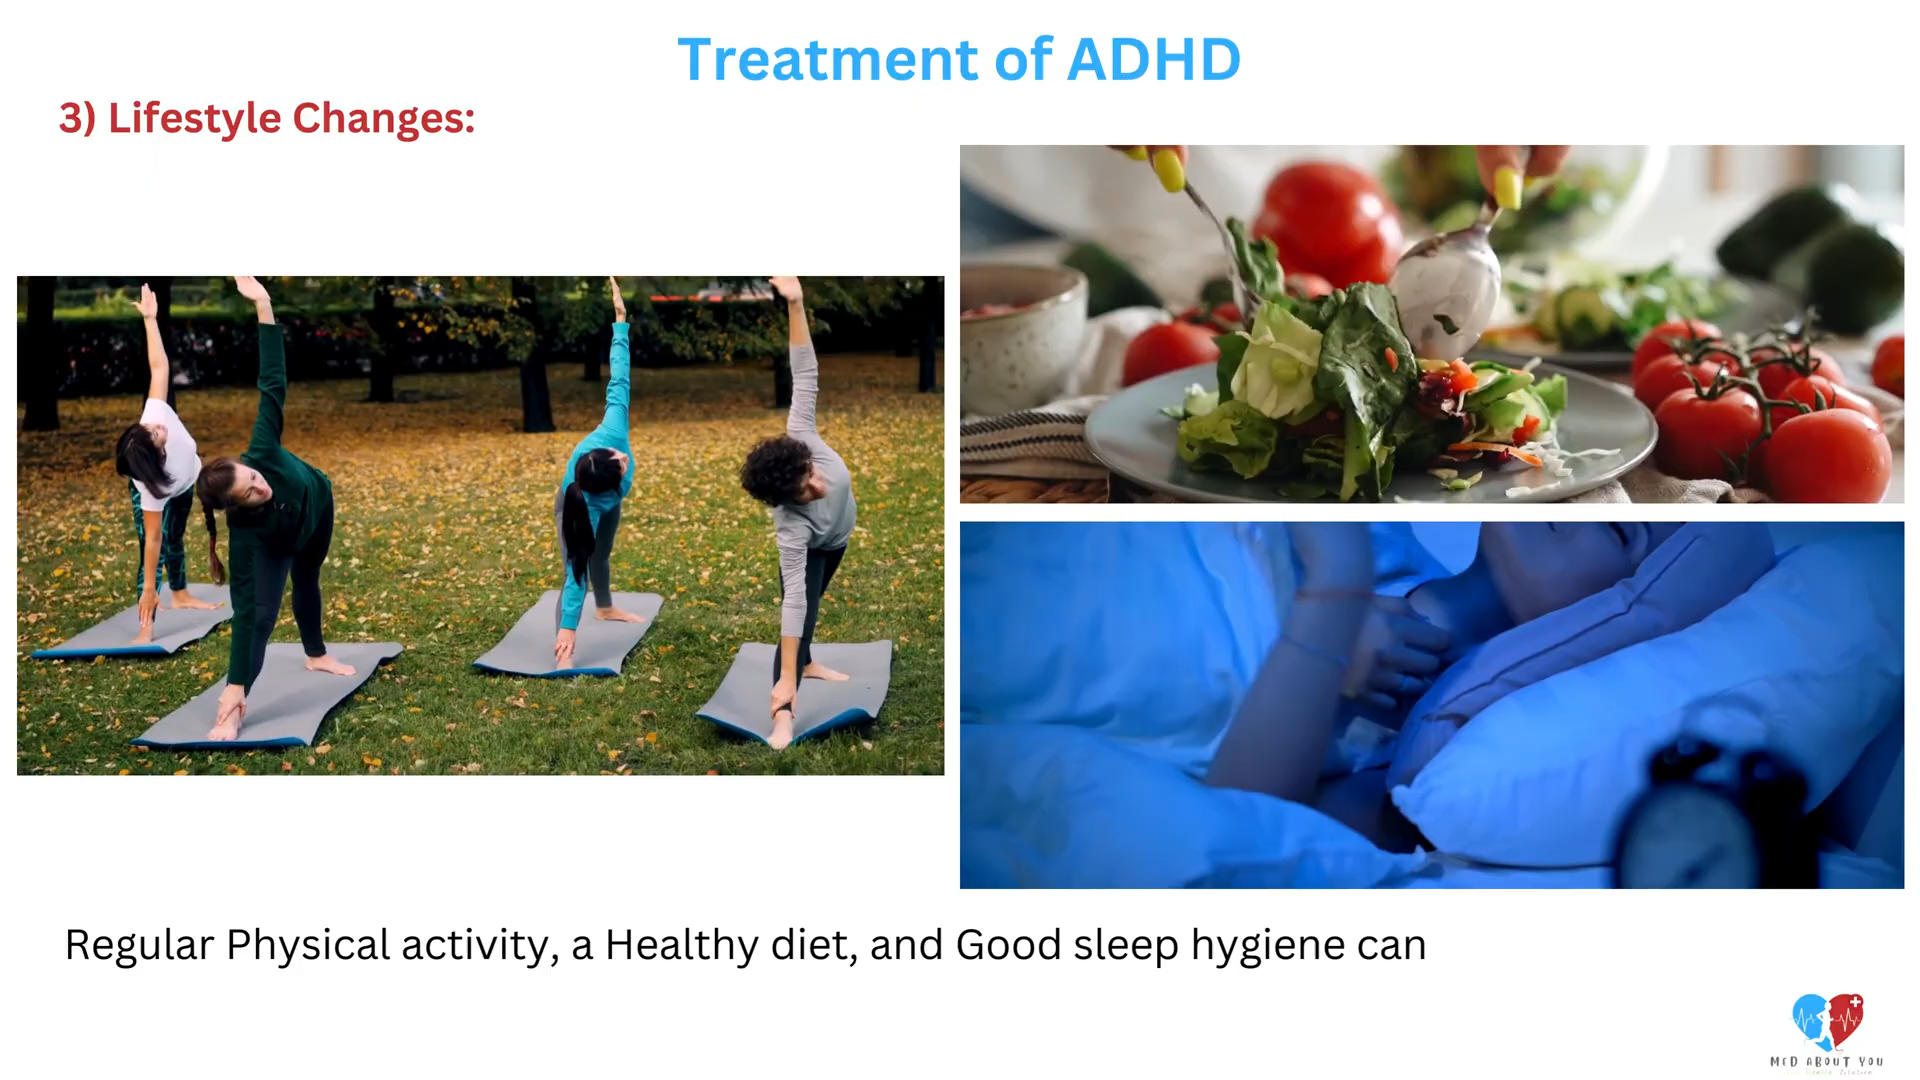 Treatment of ADHD
3) Lifestyle Changes:
Regular Physical activity, a Healthy diet, and Good sleep hygiene can
MED ABOUT YOU